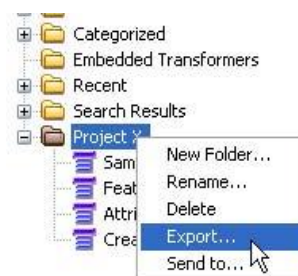 Categorized
Embedded Transformers
Recent
Search Results
Project X
Sam
New Folder...
Feat
Rename...
Attri
Delete
Crea
Export...
Send to...